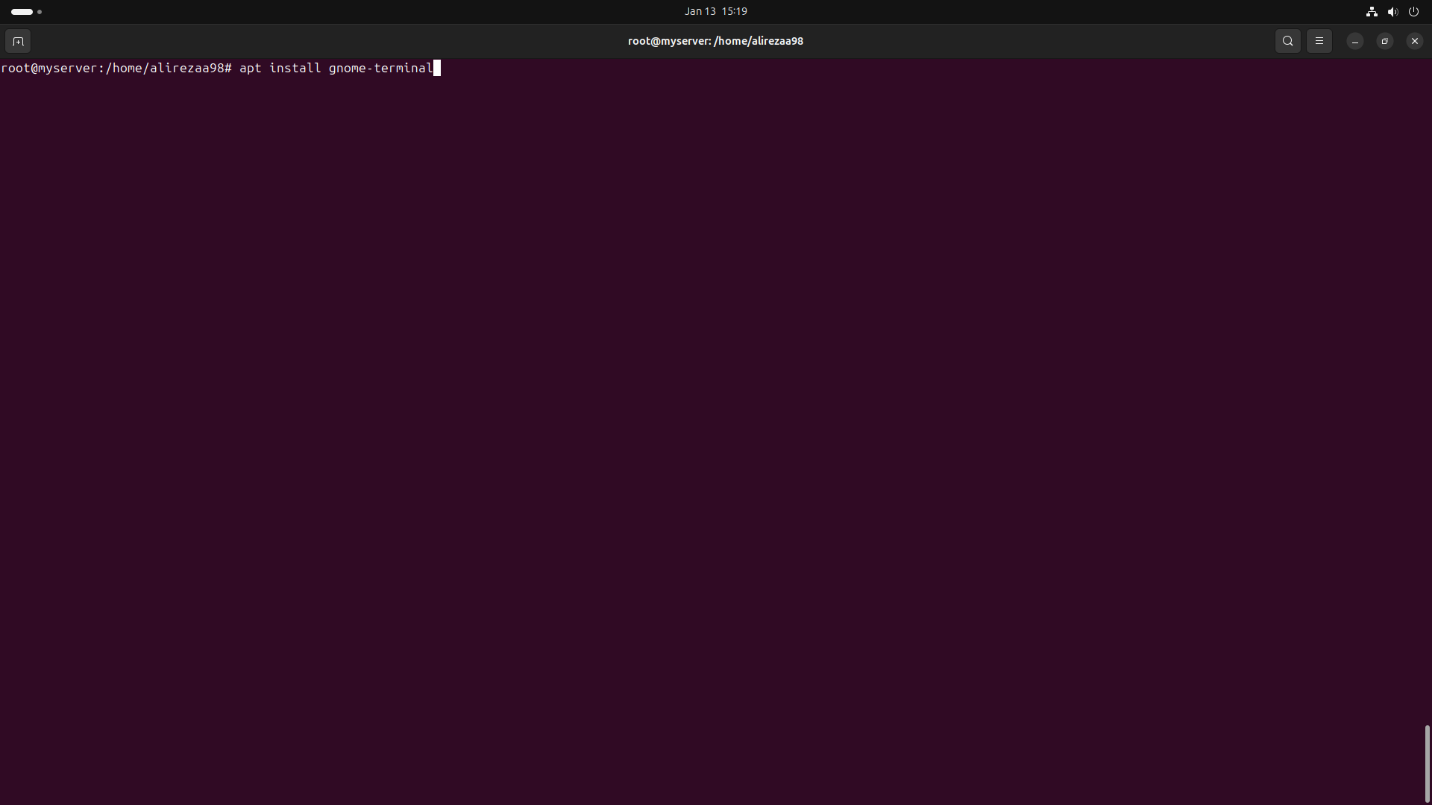 Jan 13 15:19
root@myserver: /home/alirezaa98
root@myserver:/home/alirezaa98# apt install gnome-terminal